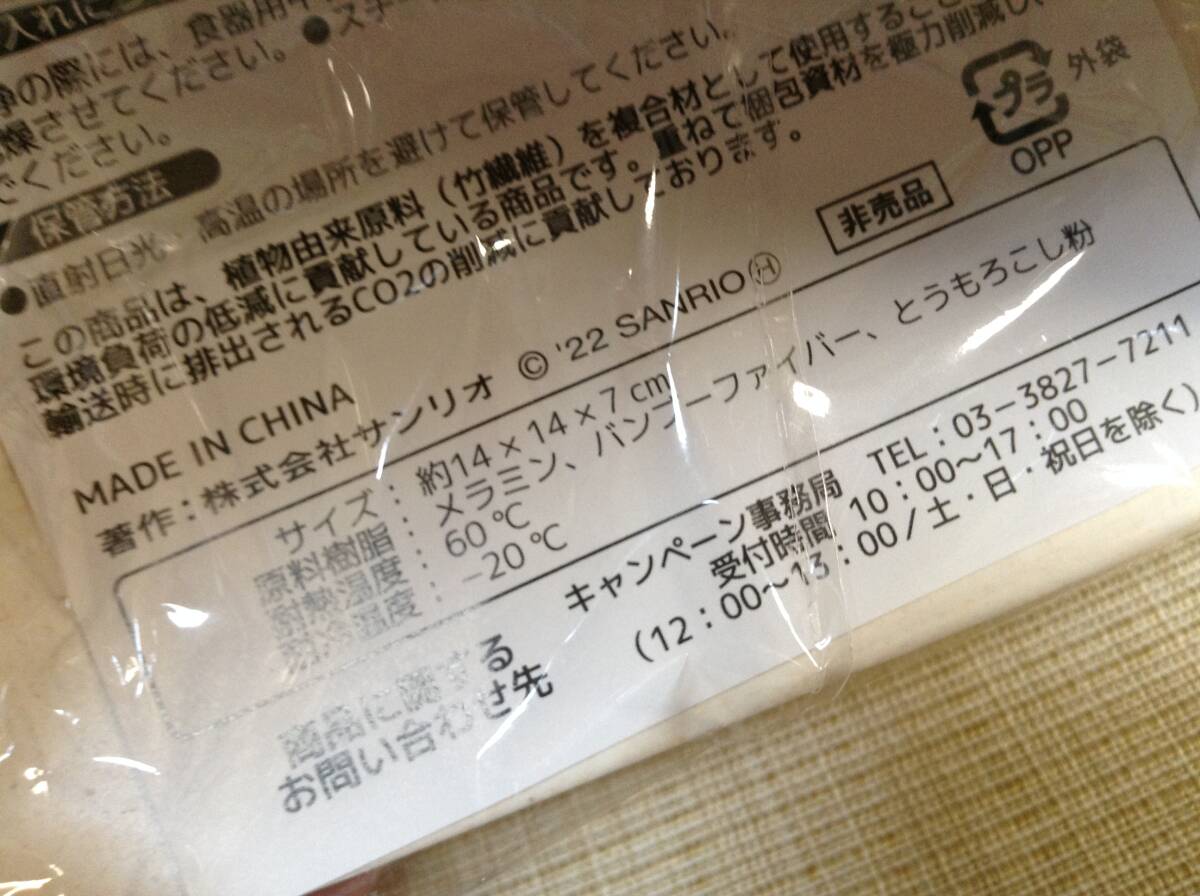 入れに
浄の際には、食器用中
燥させてください。●スチー
でください。
保管方法
●直射日光・高温の場所を避けて保管してください。
この商品は、植物由来原料（竹繊維）を複合材として使用すること
環境負荷の低減に貢献している商品です。重ねて梱包資材を極力削減し、
輸送時に排出されるCO2の削減に貢献しております。
プラ 外袋
OPP
MADE IN CHINA
非売品
著作：株式会社サンリオ © '22 SANRIO Ⓗ
サイズ：約14×14×7cm
原料樹脂：メラミン、バンブーファイバー、とうもろこし粉
耐熱温度：60℃
耐冷温度：−20℃
商品に関する
お問い合わせ先
キャンペーン事務局 TEL：03−3827−7211
受付時間 10：00〜17：00
（12：00〜13：00／土・日・祝日を除く）